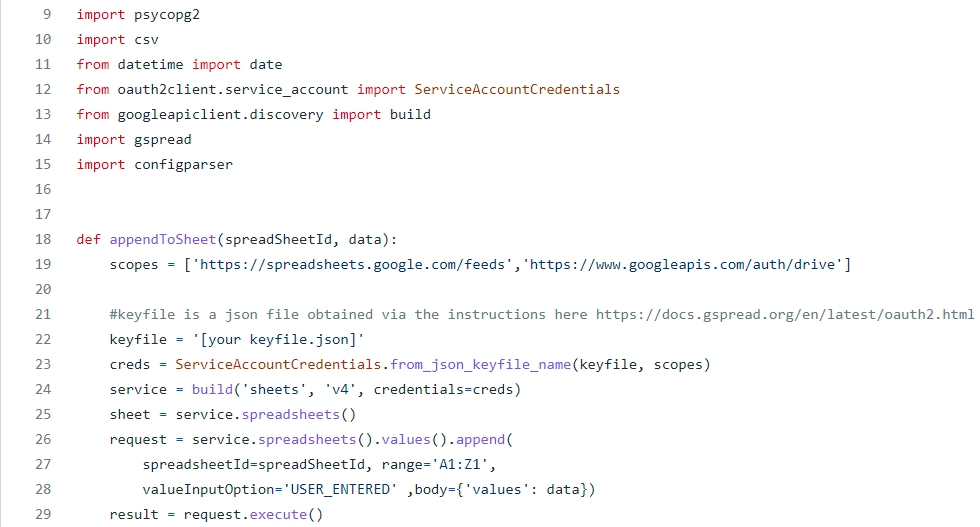 9 import psycopg2
10 import csv
11 from datetime import date
12 from oauth2client.service_account import ServiceAccountCredentials
13 from googleapiclient.discovery import build
14 import gspread
15 import configparser
16
17
18 def appendToSheet(spreadSheetId, data):
19     scopes = ['https://spreadsheets.google.com/feeds','https://www.googleapis.com/auth/drive']
20
21     #keyfile is a json file obtained via the instructions here https://docs.gspread.org/en/latest/oauth2.html
22     keyfile = '[your keyfile.json]'
23     creds = ServiceAccountCredentials.from_json_keyfile_name(keyfile, scopes)
24     service = build('sheets', 'v4', credentials=creds)
25     sheet = service.spreadsheets()
26     request = service.spreadsheets().values().append(
27         spreadsheetId=spreadSheetId, range='A1:Z1',
28         valueInputOption='USER_ENTERED' ,body={'values': data})
29     result = request.execute()